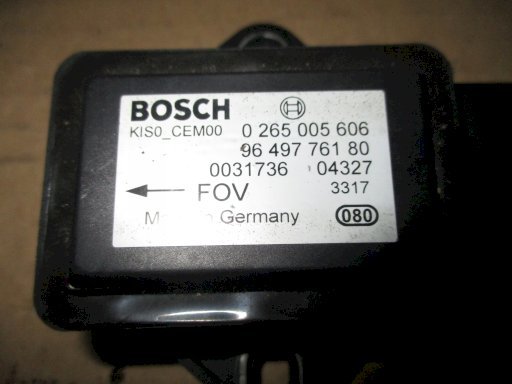 BOSCH
KIS0_CEM00 0 265 005 606
96 497 761 80
0031736 04327
FOV 3317
Germany 080